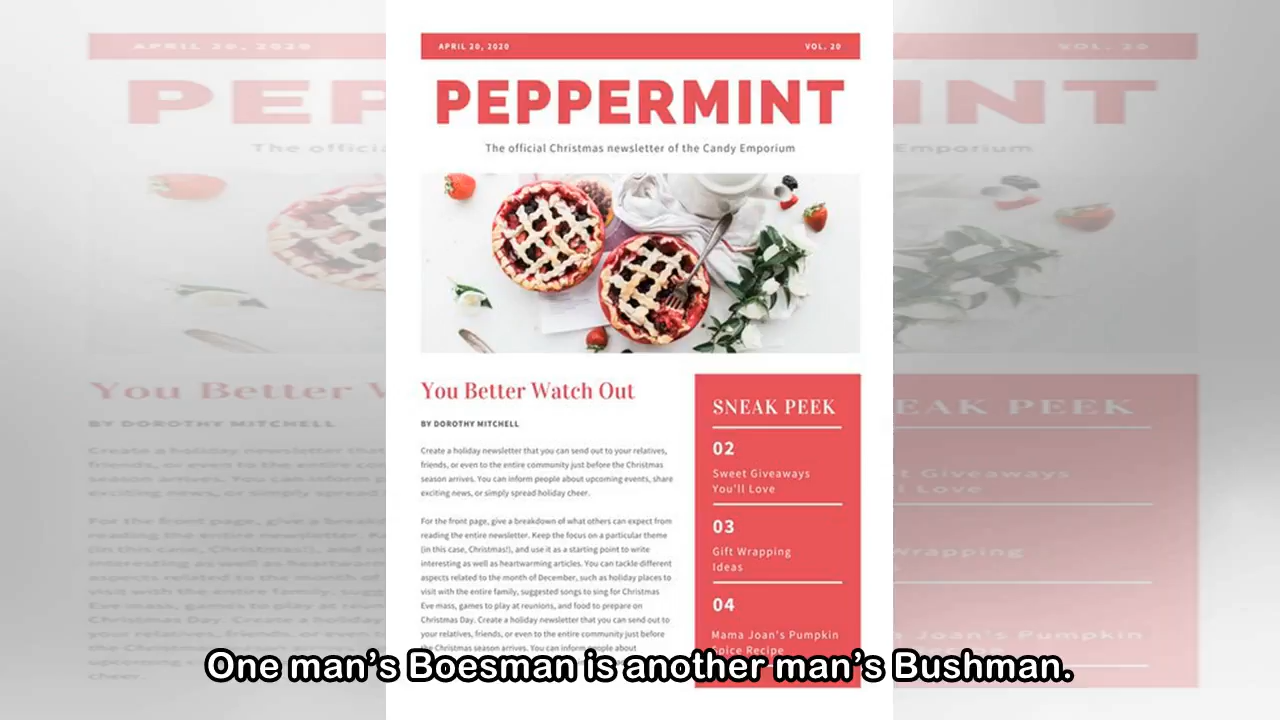 APRIL 20, 2020
VOL. 20
PEPPERMINT
The official Christmas newsletter of the Candy Emporium
You Better Watch Out
BY DOROTHY MITCHELL
Create a holiday newsletter that you can send out to your relatives,
friends, or even to the entire community just before the Christmas
season arrives. You can inform people about upcoming events, share
exciting news, or simply spread holiday cheer.
For the front page, give a breakdown of what others can expect from
reading the entire newsletter. Keep the focus on a particular theme
(in this case, Christmas!), and use it as a starting point to write
interesting as well as heartwarming articles. You can tackle different
aspects related to the month of December, such as holiday places to
visit with the entire family, suggested songs to sing for Christmas
Eve mass, games to play at reunions, and food to prepare on
Christmas Day. Create a holiday newsletter that you can send out to
your relatives, friends, or even to the entire community just before
the Christmas season arrives. You can inform people about
SNEAK PEEK
02
Sweet Giveaways
You'll Love
03
Gift Wrapping
Ideas
04
Mama Joan's Pumpkin
Spice Recipe
One man's Boesman is another man's Bushman.